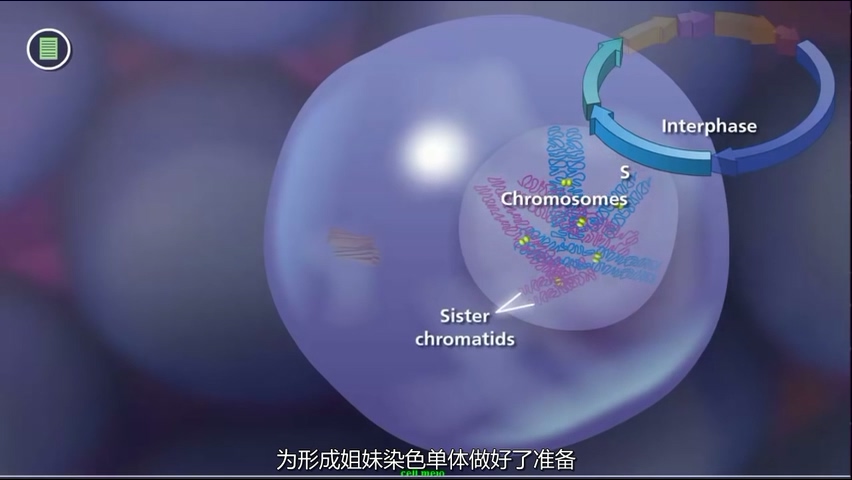 Interphase
S
Chromosomes
Sister
chromatids
为形成姐妹染色单体做好了准备